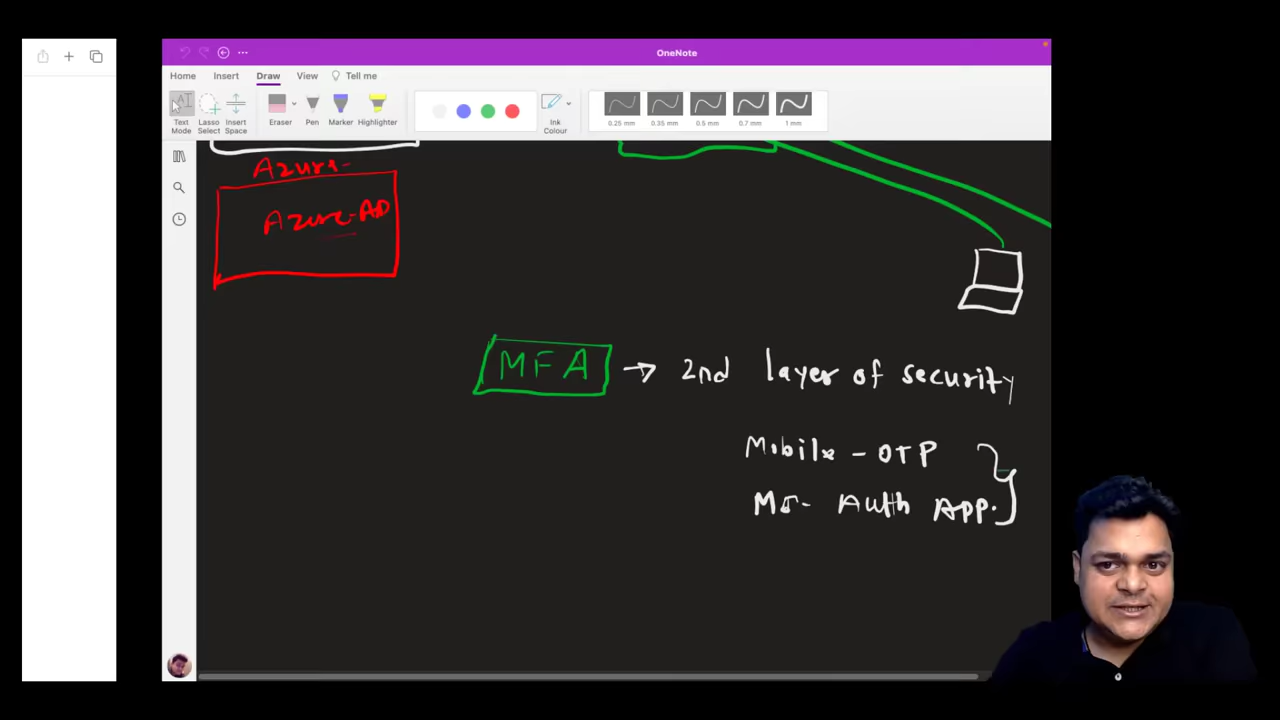 OneNote
Home Insert Draw View Tell me
Text Mode
Lasso Select
Insert Space
Eraser
Pen
Marker
Highlighter
Ink Colour
0.25 mm
0.35 mm
0.5 mm
0.7 mm
1 mm
Azure
Azure-AD
MFA → 2nd layer of security
Mobile - OTP
MS- Auth App.